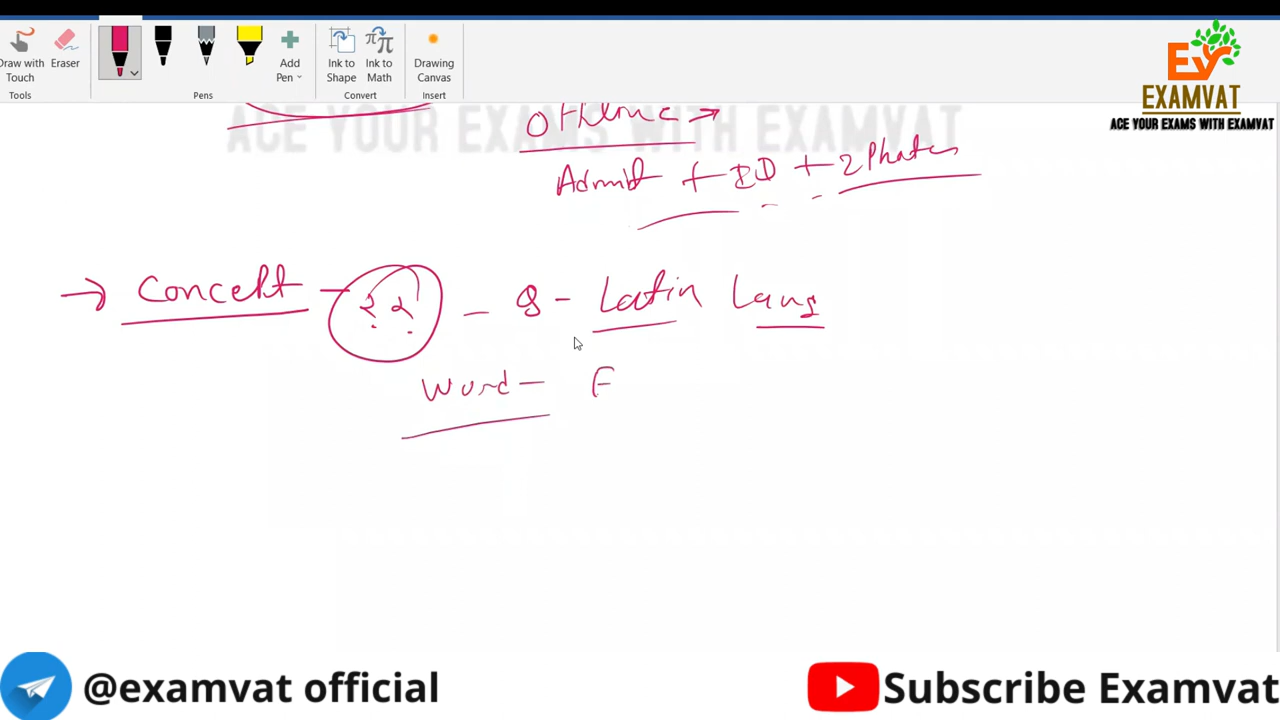 Draw with Touch
Eraser
Add Pen
Ink to Shape
Ink to Math
Drawing Canvas
Tools
Pens
Convert
Insert
EV
EXAMVAT
ACE YOUR EXAMS WITH EXAMVAT
ACE YOUR EXAMS WITH EXAMVAT
Admit + ID + 2 Photos
→ Concept - ?? - 8 - Latin Lang
Word - E
@examvat official
Subscribe Examvat